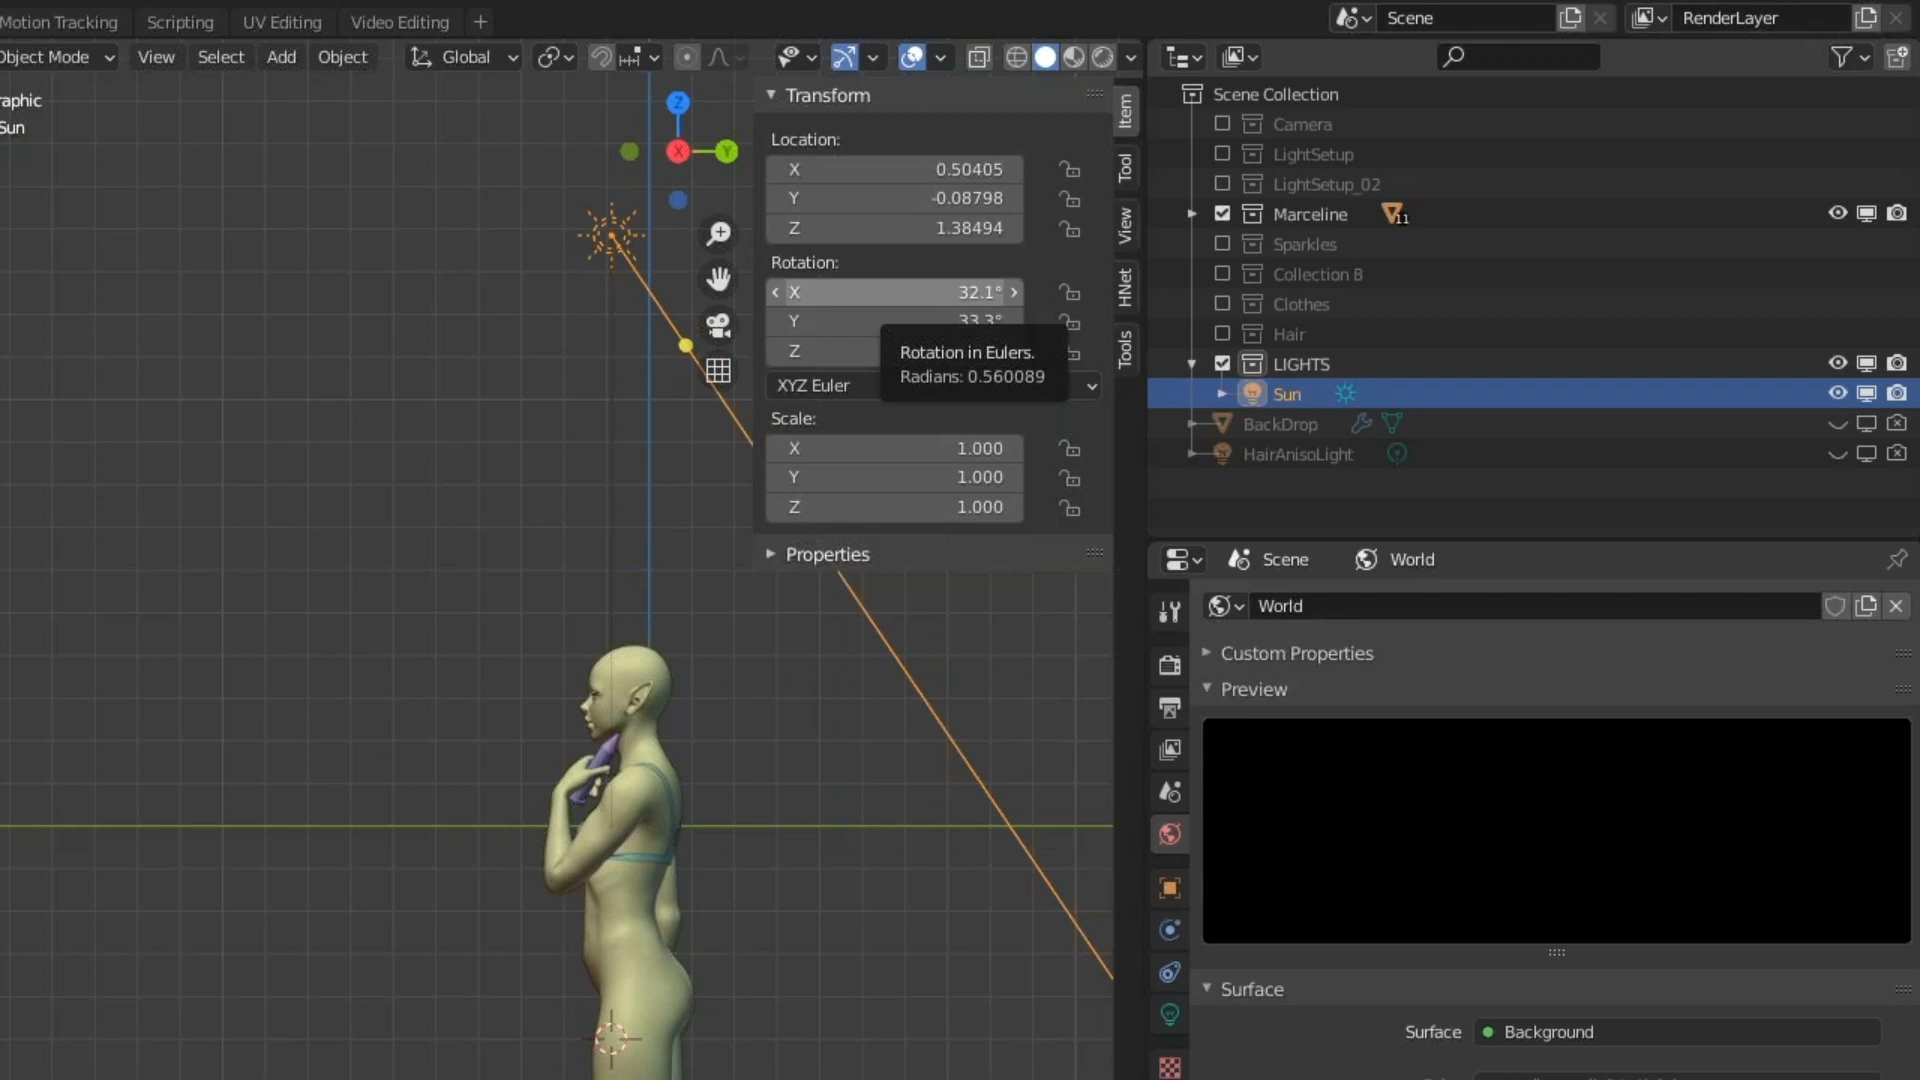 Motion Tracking
Scripting
UV Editing
Video Editing
+
Scene
RenderLayer
Object Mode
View
Select
Add
Object
Global
raphic
Sun
Z
X
Y
Transform
Location:
X 0.50405
Y -0.08798
Z 1.38494
Rotation:
X 32.1°
Y 33.3°
Z
Rotation in Eulers.
Radians: 0.560089
XYZ Euler
Scale:
X 1.000
Y 1.000
Z 1.000
Properties
Item
Tool
View
HNet
Tools
Scene Collection
Camera
LightSetup
LightSetup_02
Marceline 11
Sparkles
Collection 8
Clothes
Hair
LIGHTS
Sun
BackDrop
HairAnisoLight
Scene World
World
Custom Properties
Preview
Surface
Surface Background